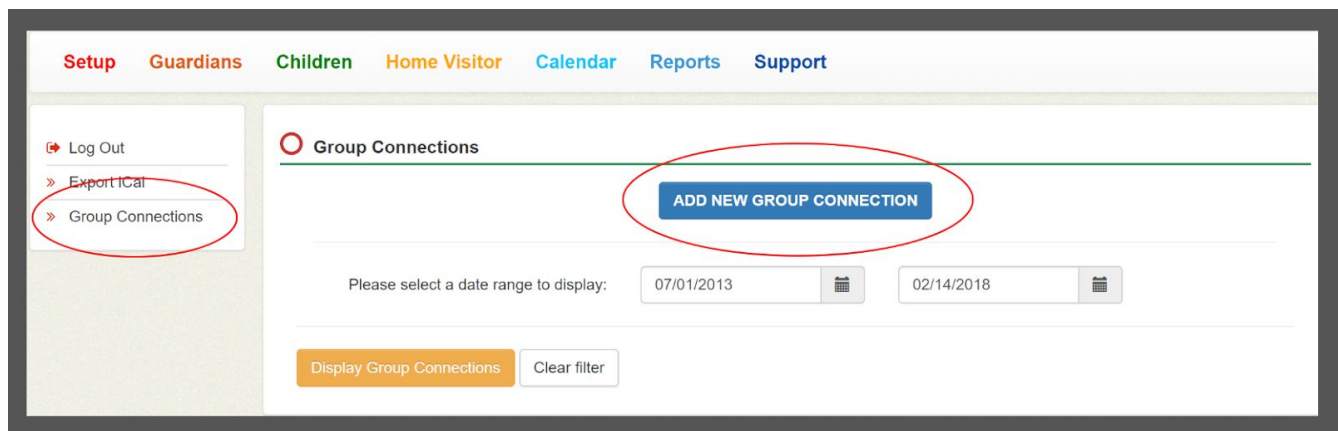 Setup Guardians Children Home Visitor Calendar Reports Support
Log Out
Export iCal
Group Connections
Group Connections
ADD NEW GROUP CONNECTION
Please select a date range to display: 07/01/2013 02/14/2018
Display Group Connections Clear filter